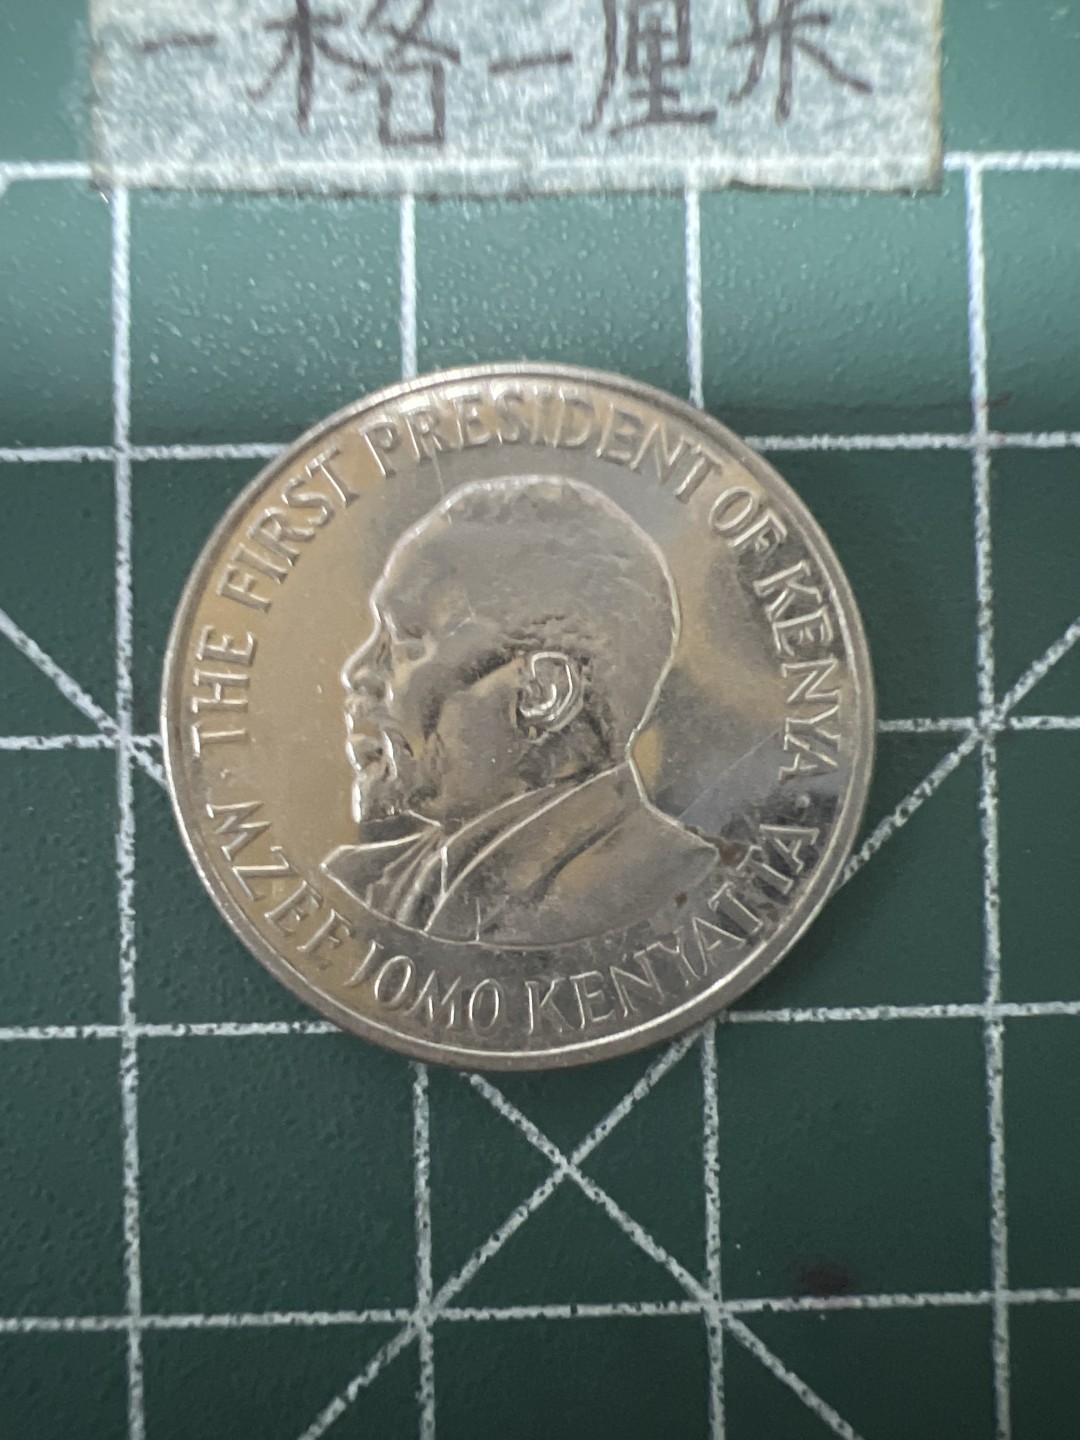 一格一厘米
THE FIRST PRESIDENT OF KENYA
· MZEE JOMO KENYATTA ·